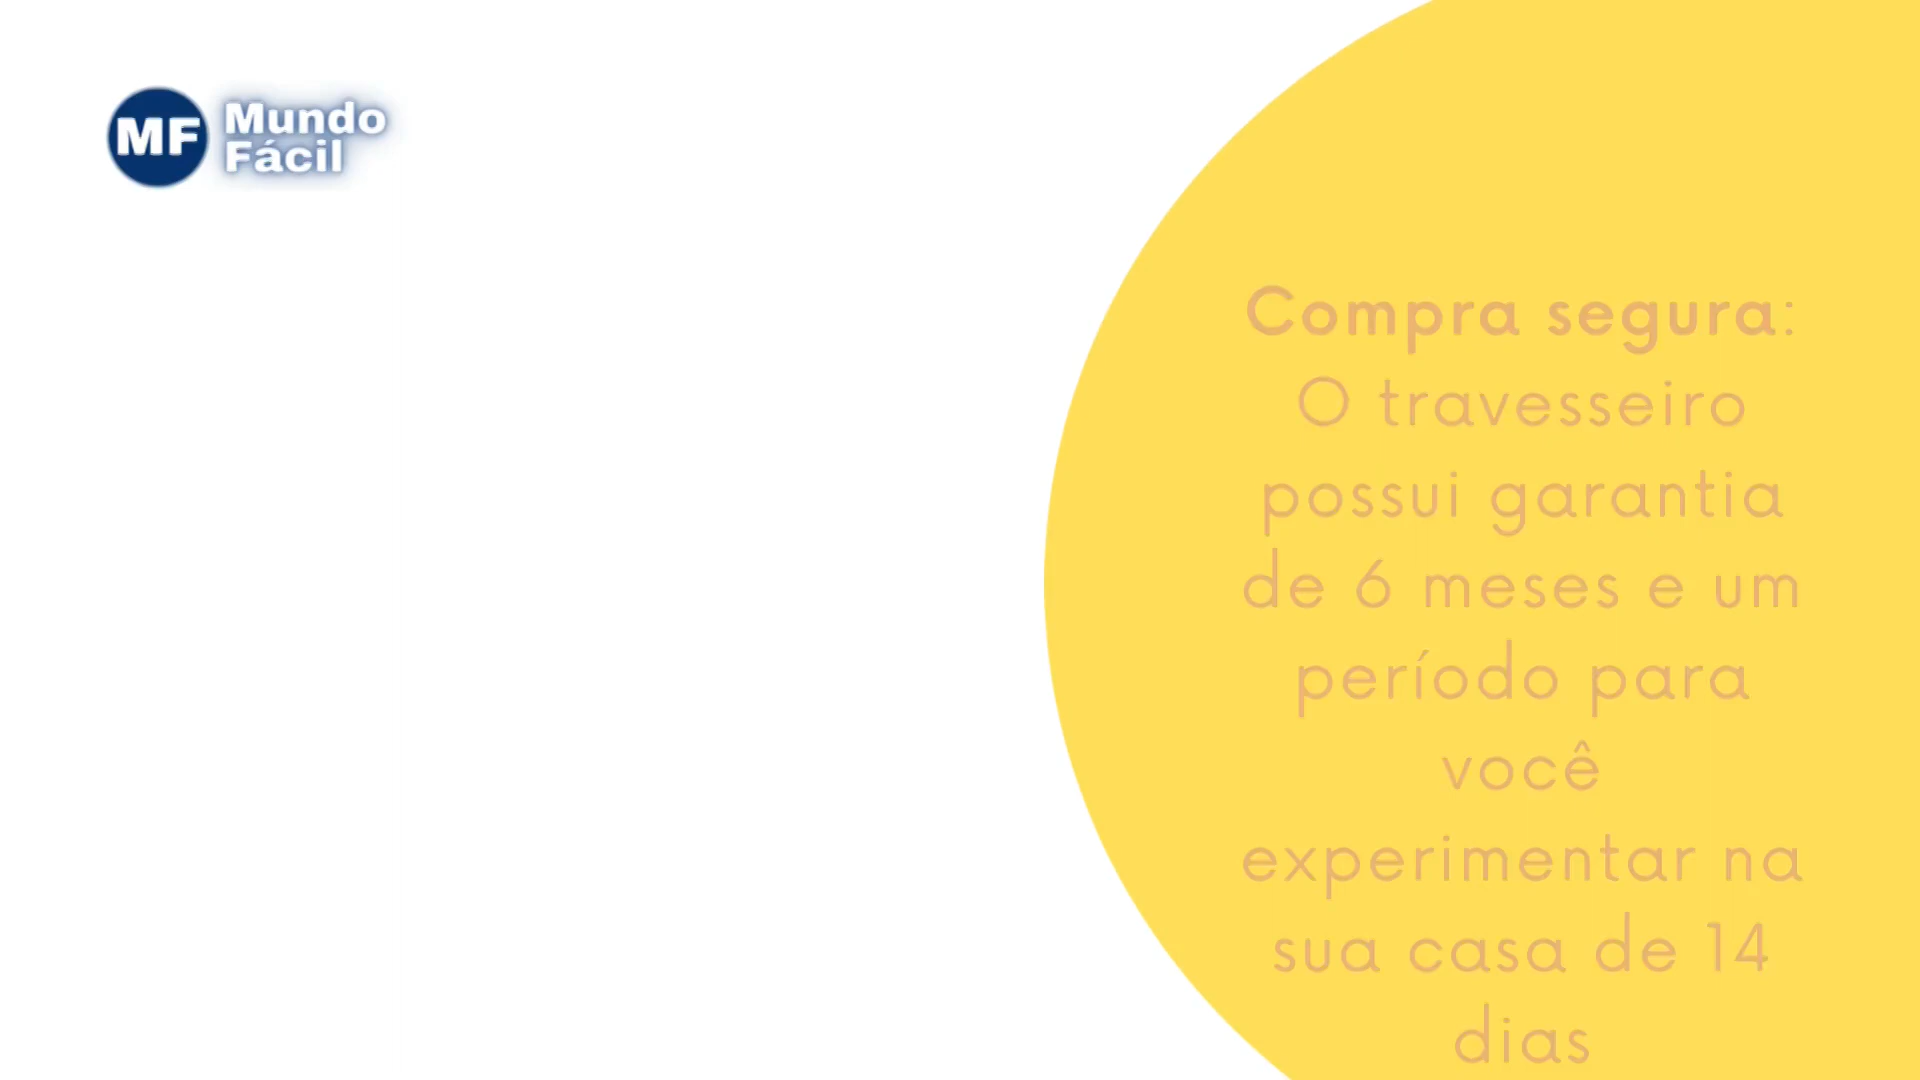 MF
Mundo
Fácil
Compra segura:
O travesseiro
possui garantia
de 6 meses e um
período para
você
experimentar na
sua casa de 14
dias